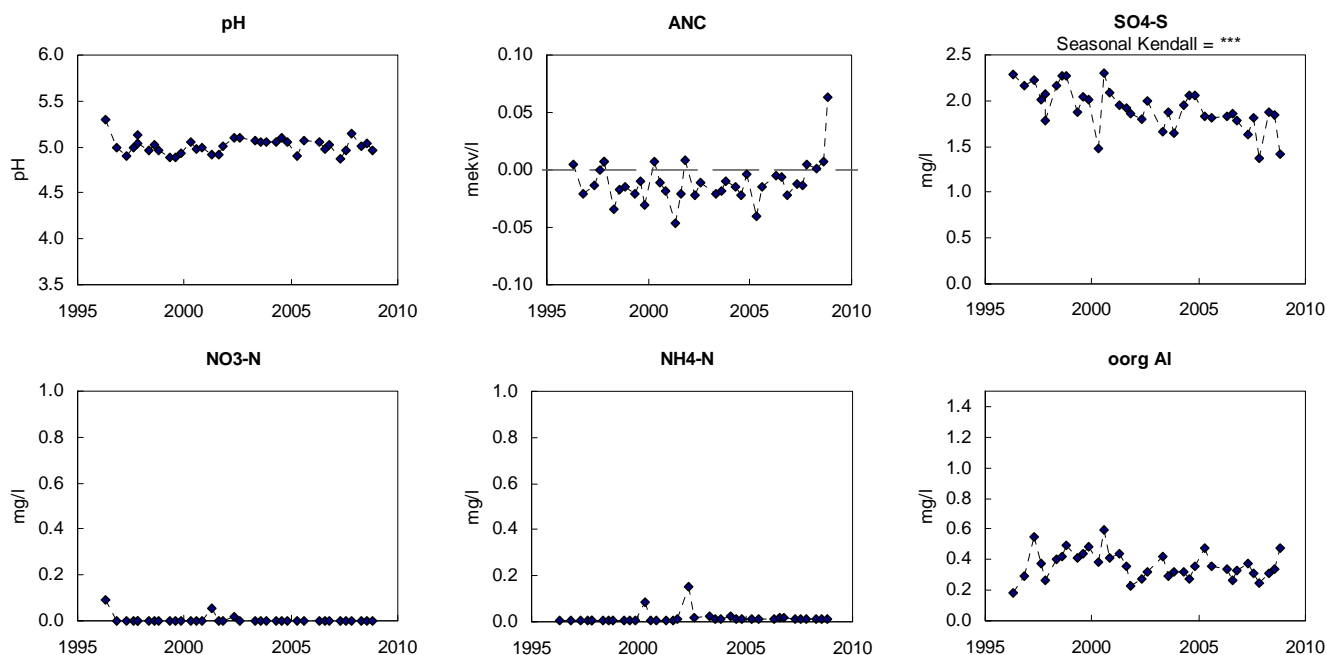 pH
6.0
5.5
5.0
4.5
4.0
3.5
pH
1995 2000 2005 2010
ANC
0.10
0.05
0.00
-0.05
-0.10
mekv/l
1995 2000 2005 2010
SO4-S
Seasonal Kendall = ***
2.5
2.0
1.5
1.0
0.5
0.0
mg/l
1995 2000 2005 2010
NO3-N
1.0
0.8
0.6
0.4
0.2
0.0
mg/l
1995 2000 2005 2010
NH4-N
1.0
0.8
0.6
0.4
0.2
0.0
mg/l
1995 2000 2005 2010
oorg Al
1.4
1.2
1.0
0.8
0.6
0.4
0.2
0.0
mg/l
1995 2000 2005 2010